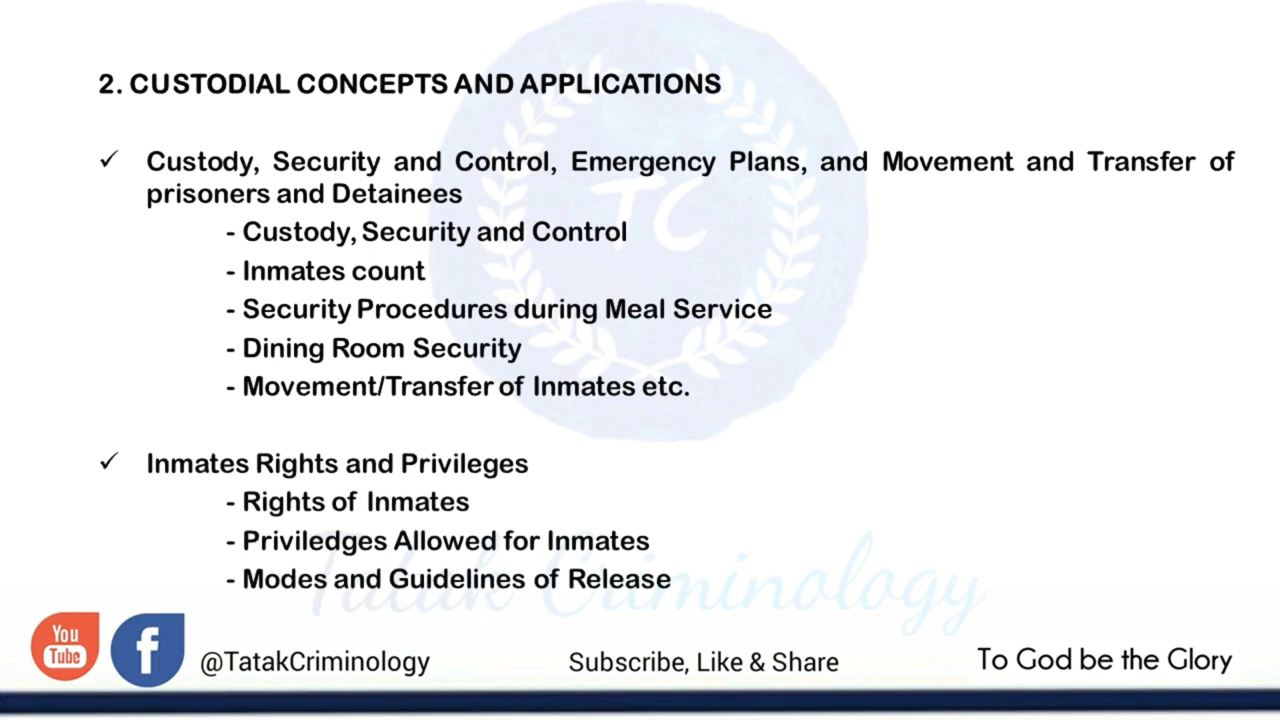 2. CUSTODIAL CONCEPTS AND APPLICATIONS
✓ Custody, Security and Control, Emergency Plans, and Movement and Transfer of
prisoners and Detainees
- Custody, Security and Control
- Inmates count
- Security Procedures during Meal Service
- Dining Room Security
- Movement/Transfer of Inmates etc.
✓ Inmates Rights and Privileges
- Rights of Inmates
- Priviledges Allowed for Inmates
- Modes and Guidelines of Release
TC
Tatak Criminology
You
Tube
f
@TatakCriminology
Subscribe, Like & Share
To God be the Glory